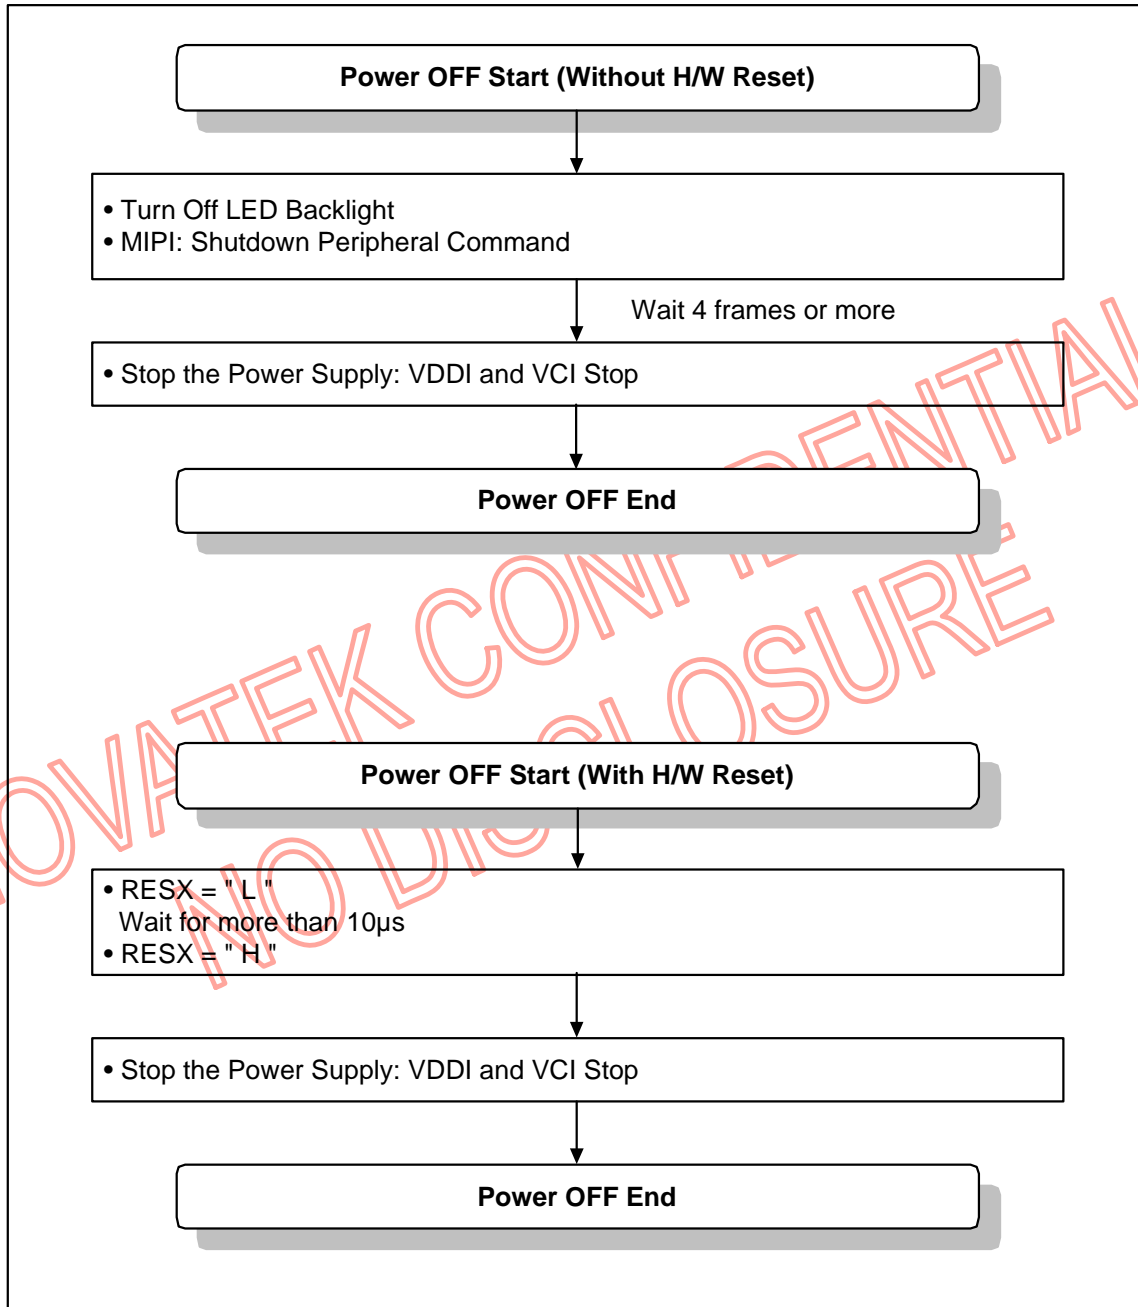 Power OFF Start (Without H/W Reset)
• Turn Off LED Backlight
• MIPI: Shutdown Peripheral Command
Wait 4 frames or more
• Stop the Power Supply: VDDI and VCI Stop
Power OFF End
NOVATEK CONFIDENTIAL
NO DISCLOSURE
Power OFF Start (With H/W Reset)
• RESX = " L "
Wait for more than 10µs
• RESX = " H "
• Stop the Power Supply: VDDI and VCI Stop
Power OFF End